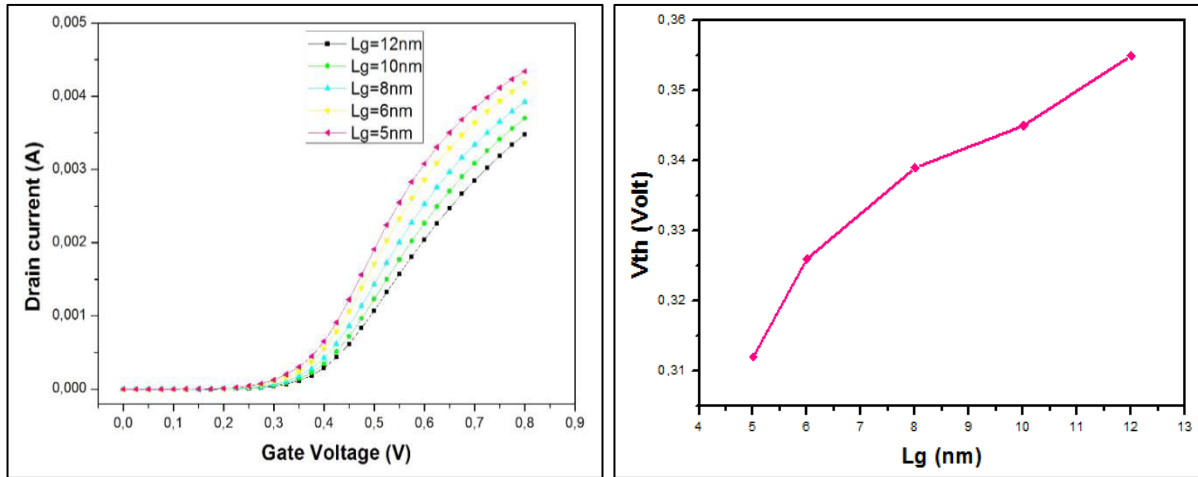 0,005
0,004
0,003
0,002
0,001
0,000
Drain current (A)
Lg=12nm
Lg=10nm
Lg=8nm
Lg=6nm
Lg=5nm
0,0 0,1 0,2 0,3 0,4 0,5 0,6 0,7 0,8 0,9
Gate Voltage (V)
0,36
0,35
0,34
0,33
0,32
0,31
Vth (Volt)
4 5 6 7 8 9 10 11 12 13
Lg (nm)